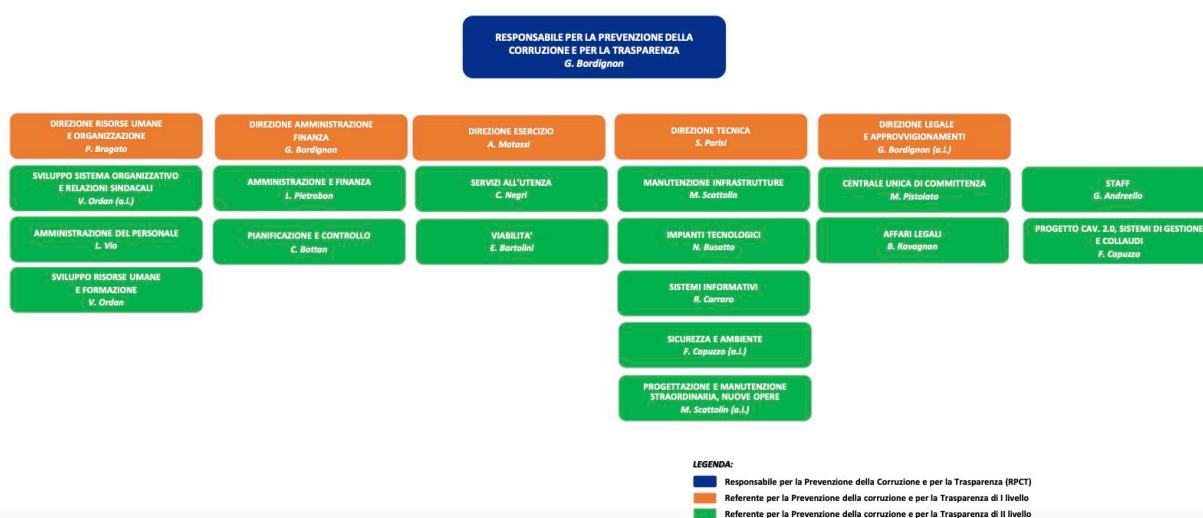 RESPONSABILE PER LA PREVENZIONE DELLA
CORRUZIONE E PER LA TRASPARENZA
G. Bordignon
DIREZIONE RISORSE UMANE
E ORGANIZZAZIONE
P. Bragato
SVILUPPO SISTEMA ORGANIZZATIVO
E RELAZIONI SINDACALI
V. Ordan (a.i.)
AMMINISTRAZIONE DEL PERSONALE
L. Vio
SVILUPPO RISORSE UMANE
E FORMAZIONE
V. Ordan
DIREZIONE AMMINISTRAZIONE
FINANZA
G. Bordignon
AMMINISTRAZIONE E FINANZA
L. Pietrobon
PIANIFICAZIONE E CONTROLLO
C. Bottan
DIREZIONE ESERCIZIO
A. Matassi
SERVIZI ALL'UTENZA
C. Negri
VIABILITA'
E. Bartolini
DIREZIONE TECNICA
S. Parisi
MANUTENZIONE INFRASTRUTTURE
M. Scattolin
IMPIANTI TECNOLOGICI
N. Busatto
SISTEMI INFORMATIVI
R. Carraro
SICUREZZA E AMBIENTE
F. Capuzzo (a.i.)
PROGETTAZIONE E MANUTENZIONE
STRAORDINARIA, NUOVE OPERE
M. Scattolin (a.i.)
DIREZIONE LEGALE
E APPROVVIGIONAMENTI
G. Bordignon (a.i.)
CENTRALE UNICA DI COMMITTENZA
M. Pistolato
AFFARI LEGALI
B. Ravagnan
STAFF
G. Andreello
PROGETTO CAV. 2.0, SISTEMI DI GESTIONE
E COLLAUDI
F. Capuzzo
LEGENDA:
Responsabile per la Prevenzione della Corruzione e per la Trasparenza (RPCT)
Referente per la Prevenzione della corruzione e per la Trasparenza di I livello
Referente per la Prevenzione della corruzione e per la Trasparenza di II livello